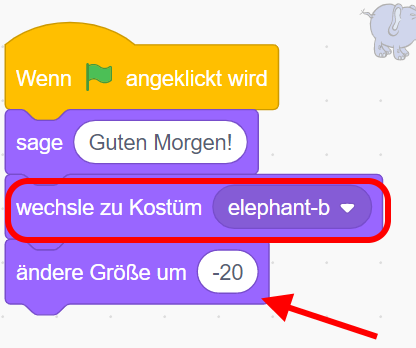 Wenn angeklickt wird
sage Guten Morgen!
wechsle zu Kostüm elephant-b
ändere Größe um -20